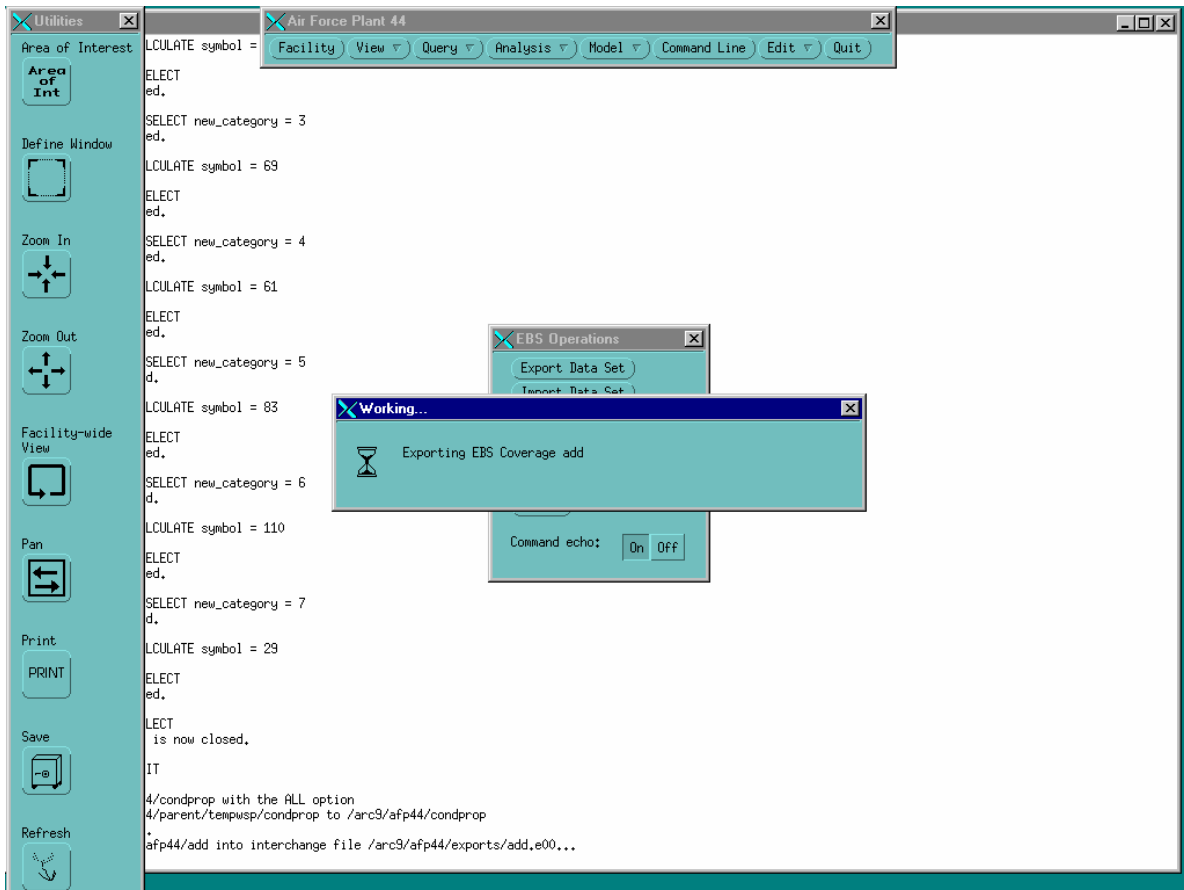 Utilities
Area of Interest
Area
of
Int
Define Window
Zoom In
Zoom Out
Facility-wide
View
Pan
Print
PRINT
Save
Refresh
Air Force Plant 44
Facility View Query Analysis Model Command Line Edit Quit
LCULATE symbol =
ELECT
ed.
SELECT new_category = 3
ed.
LCULATE symbol = 69
ELECT
ed.
SELECT new_category = 4
ed.
LCULATE symbol = 61
ELECT
ed.
SELECT new_category = 5
d.
LCULATE symbol = 83
ELECT
ed.
SELECT new_category = 6
d.
LCULATE symbol = 110
ELECT
ed.
SELECT new_category = 7
d.
LCULATE symbol = 29
ELECT
ed.
LECT
is now closed.
IT
4/condprop with the ALL option
4/parent/tempwsp/condprop to /arc9/afp44/condprop
.
afp44/add into interchange file /arc9/afp44/exports/add.e00...
EBS Operations
Export Data Set
Import Data Set
Working...
Exporting EBS Coverage add
Command echo: On Off